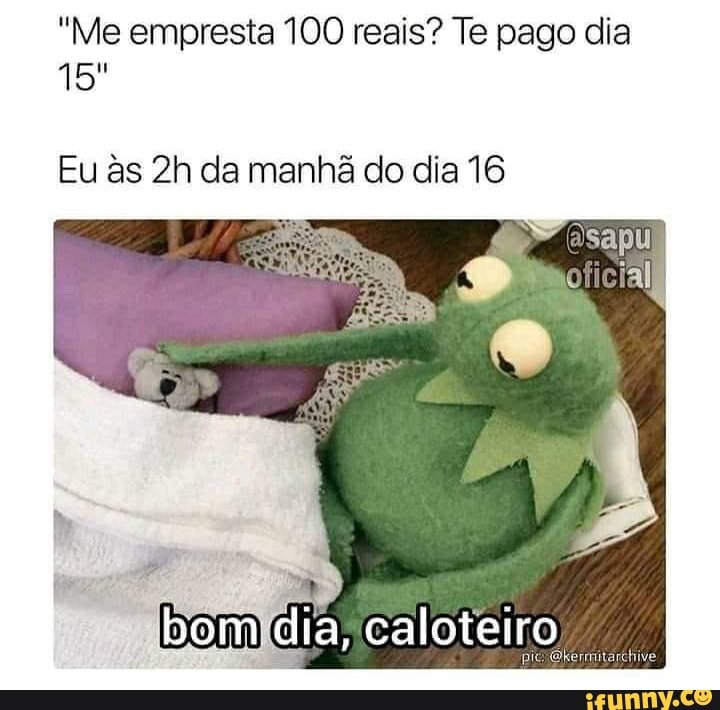 "Me empresta 100 reais? Te pago dia
15"
Eu às 2h da manhã do dia 16
@sapu
oficial
bom dia, caloteiro
pic: @kermitarchive
ifunny.co